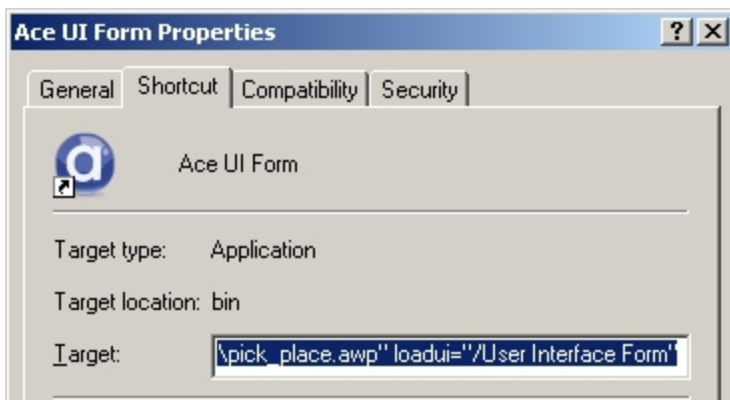 Ace UI Form Properties
General Shortcut Compatibility Security
Ace UI Form
Target type: Application
Target location: bin
Target: \pick_place.awp" loadui="/User Interface Form"